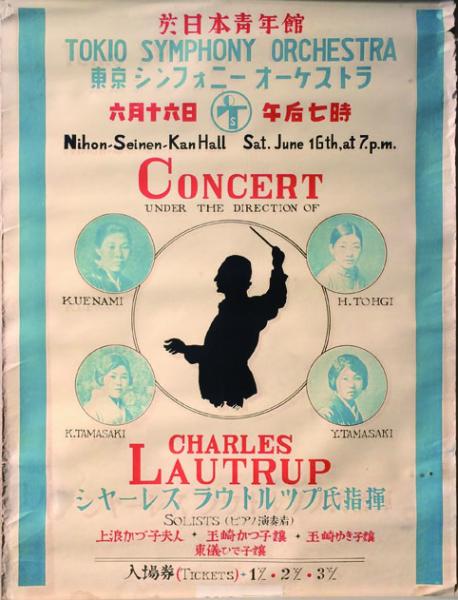 於日本青年館
TOKIO SYMPHONY ORCHESTRA
東京シンフォニーオーケストラ
六月十六日 午后七時
S
Nihon-Seinen-Kan Hall Sat. June 16th, at 7.p.m.
CONCERT
UNDER THE DIRECTION OF
K.UENAMI H.TOHGI
K.TAMASAKI Y.TAMASAKI
CHARLES
LAUTRUP
シヤーレス ラウトルツプ氏指揮
SOLISTS (ピアノ演奏者)
上浪かづ子夫人 玉崎かつ子嬢 玉崎ゆき子嬢
東儀ひで子嬢
入場券 (TICKETS) 1 2 3